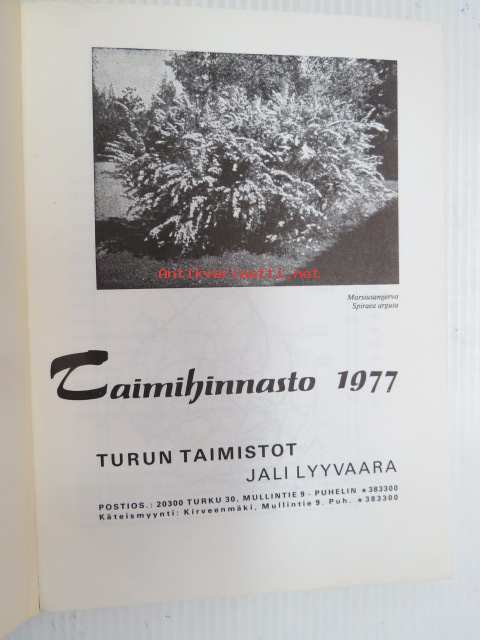 Antikvariaatti.net
Morsiusangervo
Spiraea arguta
Taimihinnasto 1977
TURUN TAIMISTOT
JALI LYYVAARA
POSTIOS.: 20300 TURKU 30. MULLINTIE 9 - PUHELIN *383300
Käteismyynti: Kirveenmäki, Mullintie 9. Puh. *383300